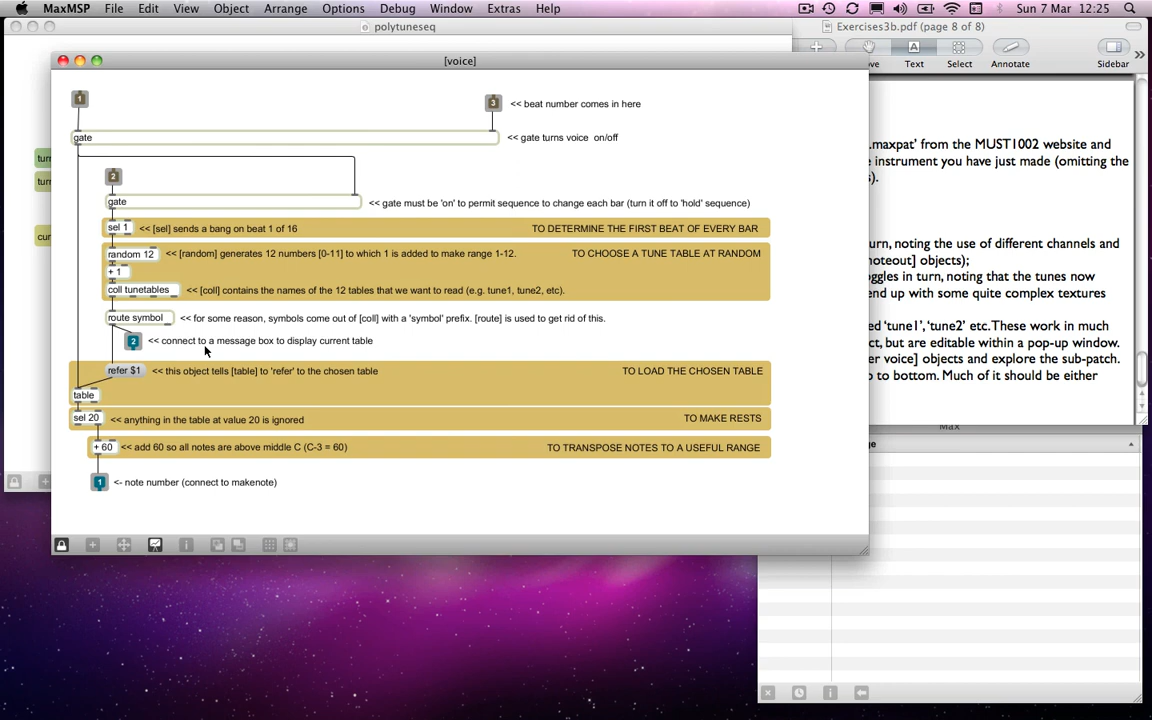 MaxMSP File Edit View Object Arrange Options Debug Window Extras Help Sun 7 Mar 12:25
polytuneseq
Exercises3b.pdf (page 8 of 8)
Text Select Annotate Sidebar
[voice]
1
3 << beat number comes in here
gate << gate turns voice on/off
2
gate << gate must be 'on' to permit sequence to change each bar (turn it off to 'hold' sequence)
sel 1 << [sel] sends a bang on beat 1 of 16 TO DETERMINE THE FIRST BEAT OF EVERY BAR
random 12 << [random] generates 12 numbers [0-11] to which 1 is added to make range 1-12. TO CHOOSE A TUNE TABLE AT RANDOM
+ 1
coll tunetables << [coll] contains the names of the 12 tables that we want to read (e.g. tune1, tune2, etc).
route symbol << for some reason, symbols come out of [coll] with a 'symbol' prefix. [route] is used to get rid of this.
2 << connect to a message box to display current table
refer $1 << this object tells [table] to 'refer' to the chosen table TO LOAD THE CHOSEN TABLE
table
sel 20 << anything in the table at value 20 is ignored TO MAKE RESTS
+ 60 << add 60 so all notes are above middle C (C-3 = 60) TO TRANSPOSE NOTES TO A USEFUL RANGE
1 <- note number (connect to makenote)
.maxpat' from the MUST1002 website and
e instrument you have just made (omitting the
s).
urn, noting the use of different channels and
noteout] objects);
ggles in turn, noting that the tunes now
end up with some quite complex textures
ed 'tune1', 'tune2' etc. These work in much
ct, but are editable within a pop-up window.
er voice] objects and explore the sub-patch.
p to bottom. Much of it should be either
Max
ge